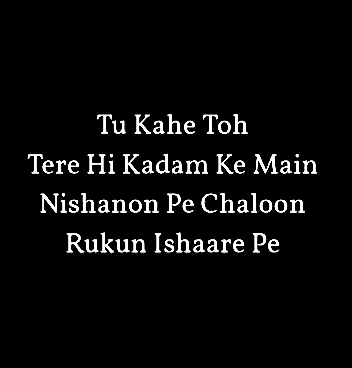 Tu Kahe Toh
Tere Hi Kadam Ke Main
Nishanon Pe Chaloon
Rukun Ishaare Pe